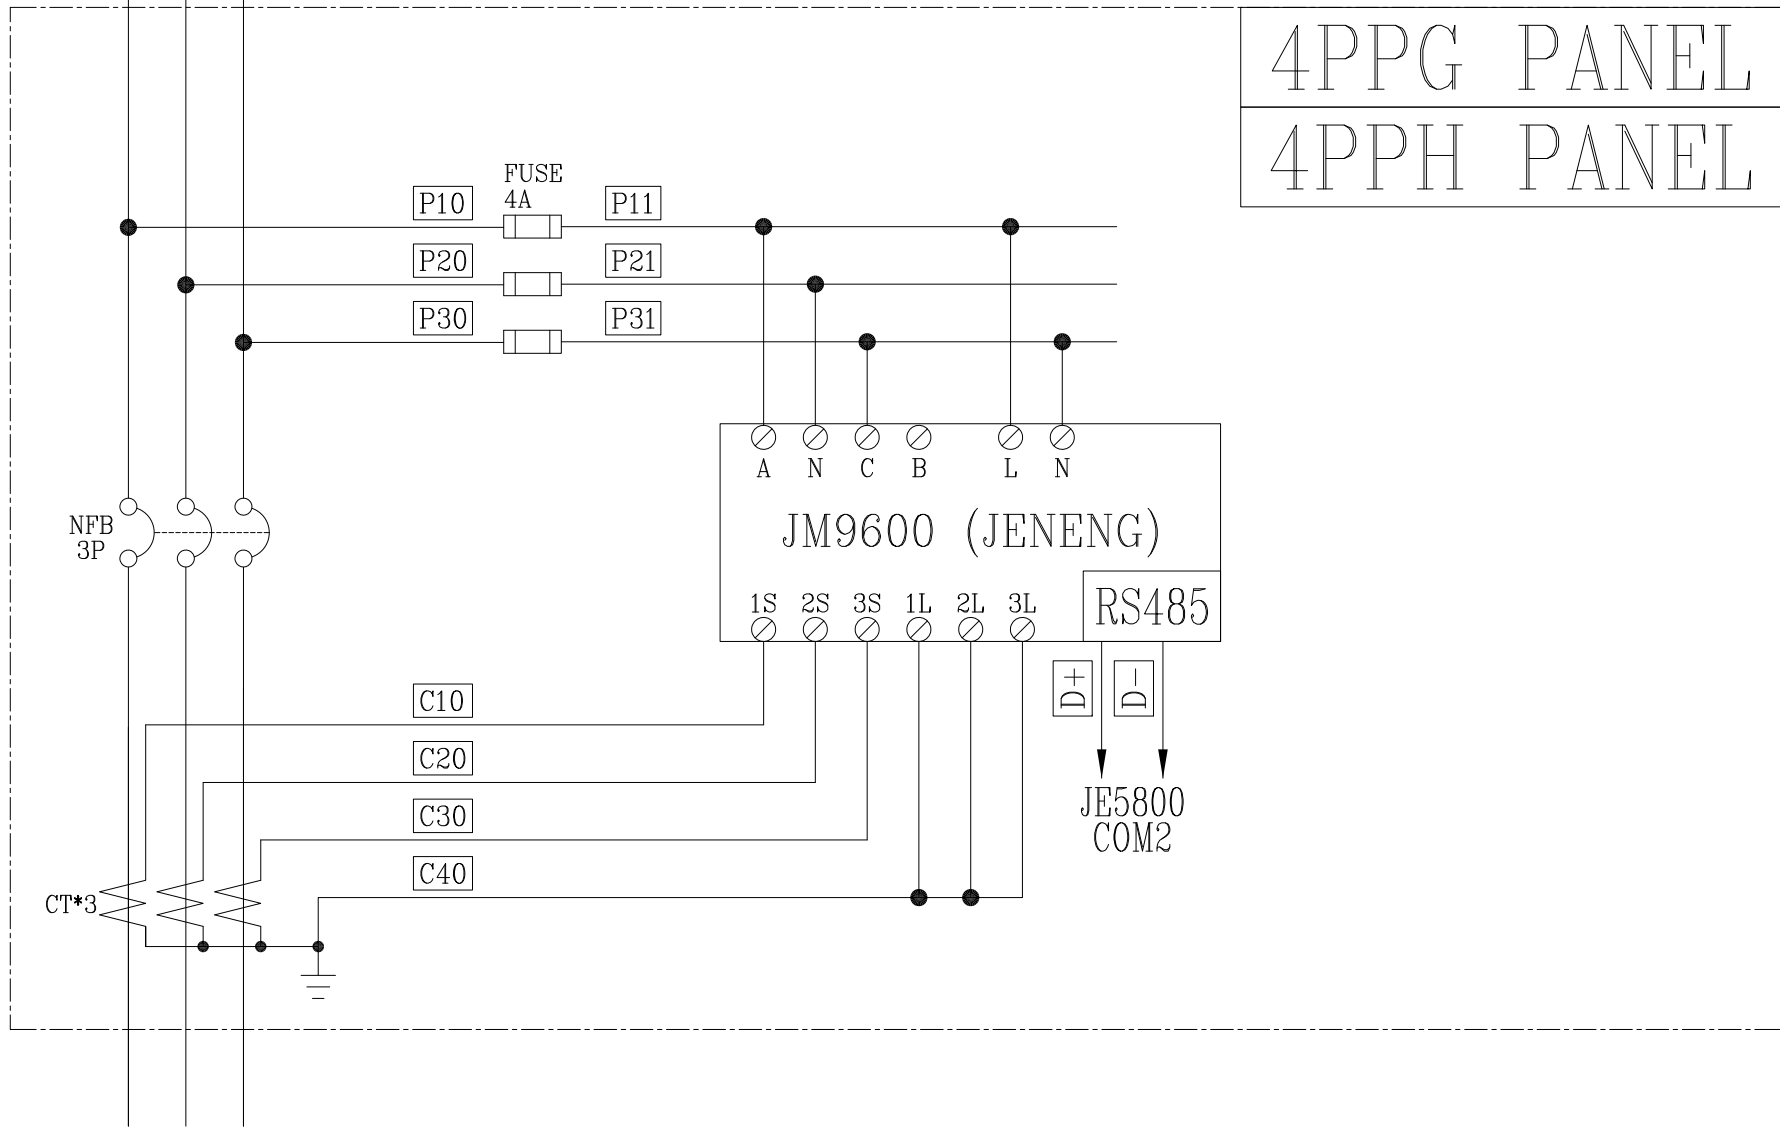 4PPG PANEL
4PPH PANEL
FUSE
4A
P10
P11
P20
P21
P30
P31
A N C B L N
NFB
3P
JM9600 (JENENG)
1S 2S 3S 1L 2L 3L
RS485
D+
D-
C10
C20
C30
C40
JE5800
COM2
CT*3